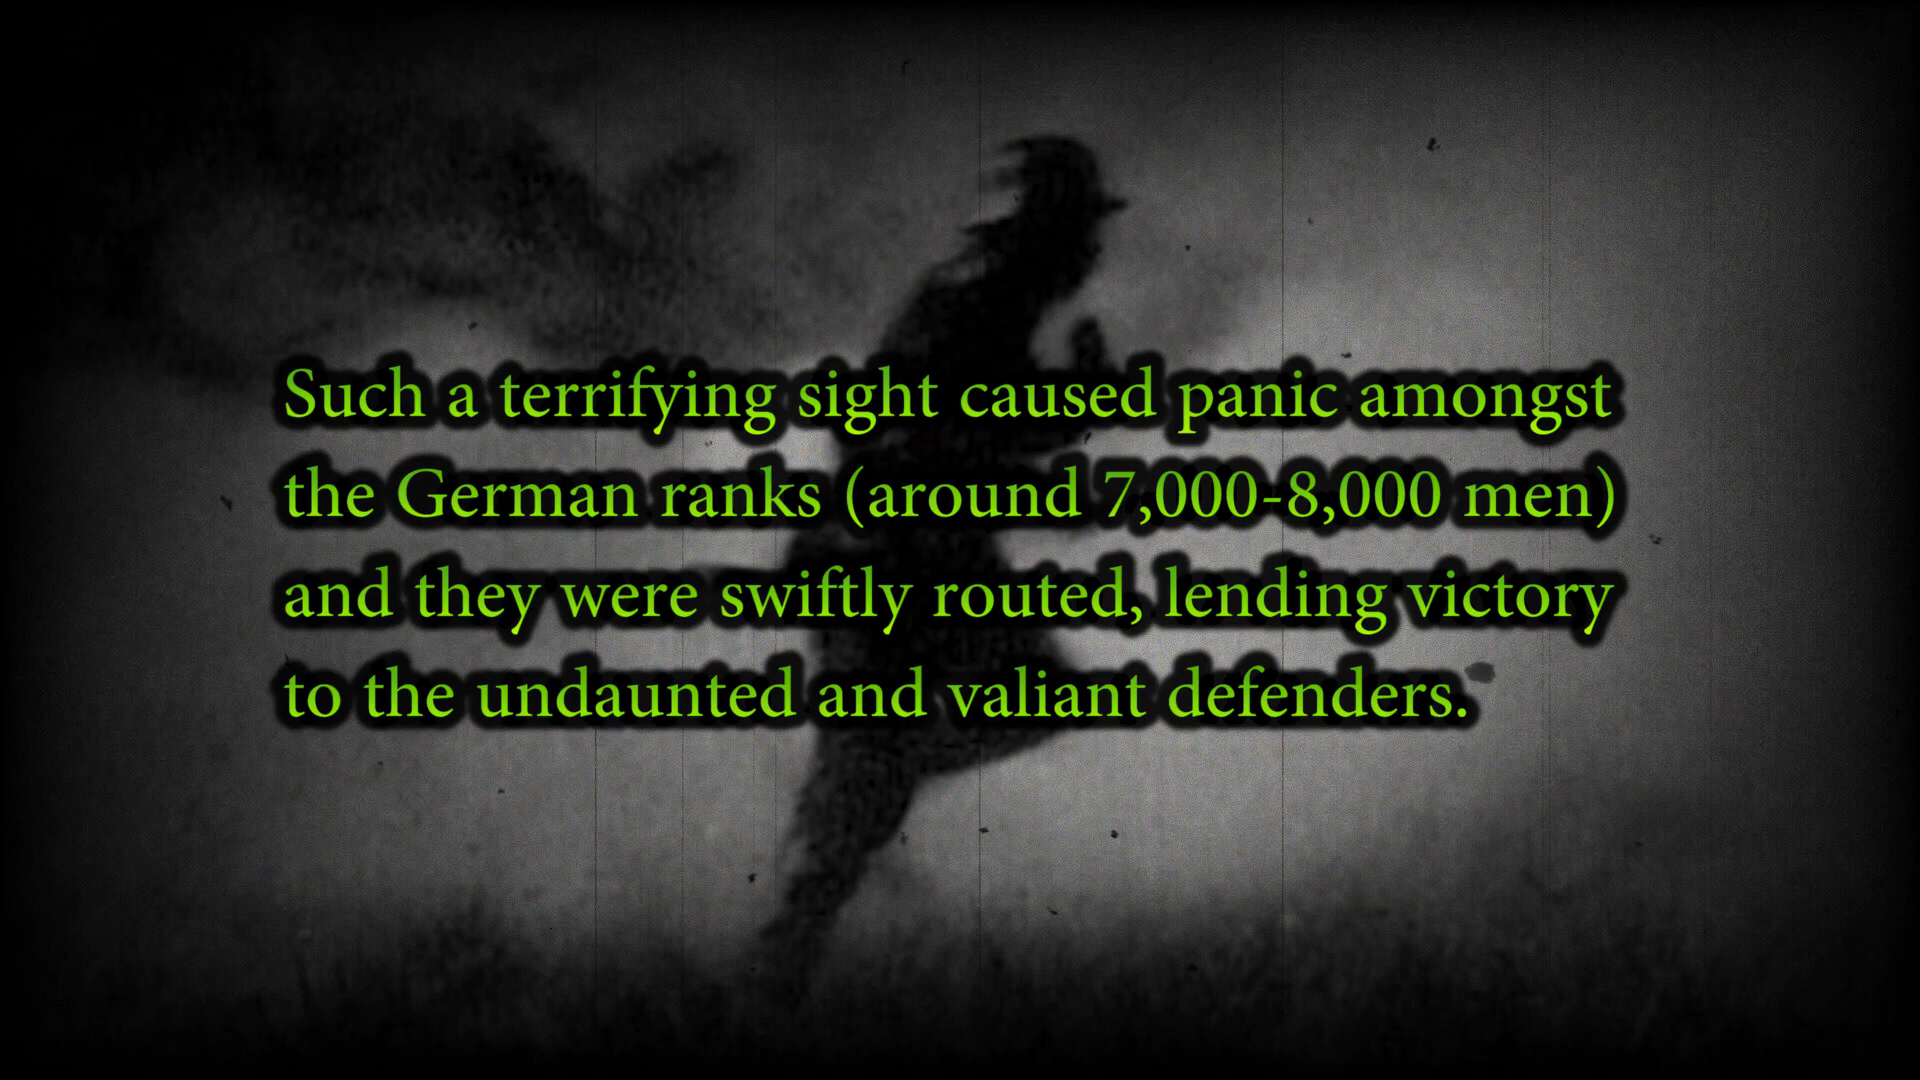 Such a terrifying sight caused panic amongst
the German ranks (around 7,000-8,000 men)
and they were swiftly routed, lending victory
to the undaunted and valiant defenders.